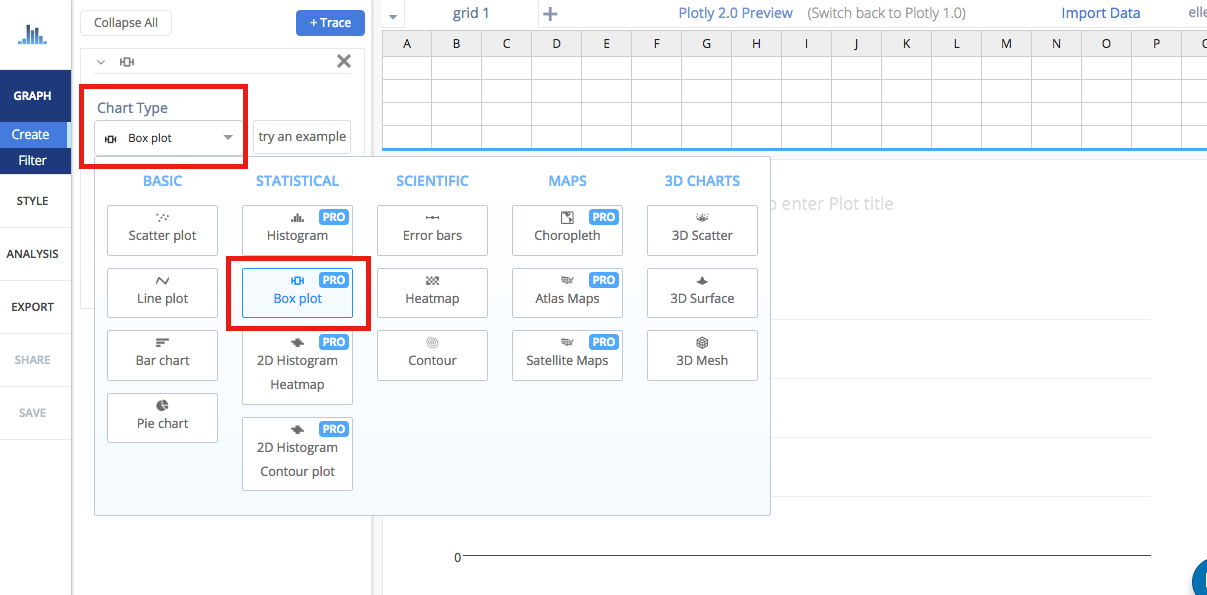 Collapse All
+ Trace
grid 1
Plotly 2.0 Preview (Switch back to Plotly 1.0)
Import Data
elle
A B C D E F G H I J K L M N O P
GRAPH
Create
Filter
STYLE
ANALYSIS
EXPORT
SHARE
SAVE
Chart Type
Box plot
try an example
BASIC
Scatter plot
Line plot
Bar chart
Pie chart
STATISTICAL
PRO
Histogram
PRO
Box plot
PRO
2D Histogram
Heatmap
PRO
2D Histogram
Contour plot
SCIENTIFIC
Error bars
Heatmap
Contour
MAPS
PRO
Choropleth
PRO
Atlas Maps
PRO
Satellite Maps
3D CHARTS
3D Scatter
3D Surface
3D Mesh
o enter Plot title
0